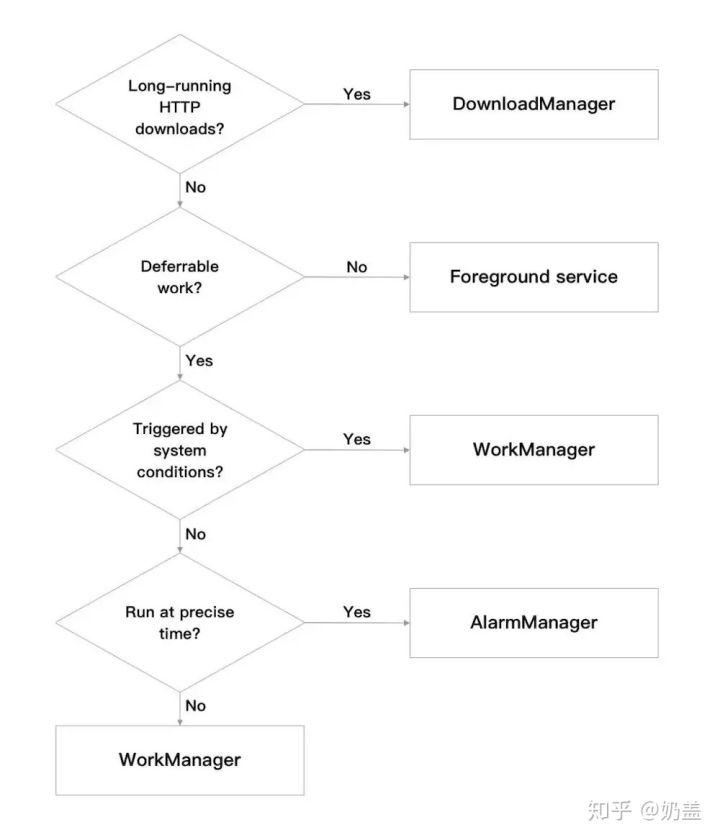 Long-running
HTTP
downloads?
Yes
DownloadManager
No
Deferrable
work?
No
Foreground service
Yes
Triggered by
system
conditions?
Yes
WorkManager
No
Run at precise
time?
Yes
AlarmManager
No
WorkManager
知乎 @奶盖